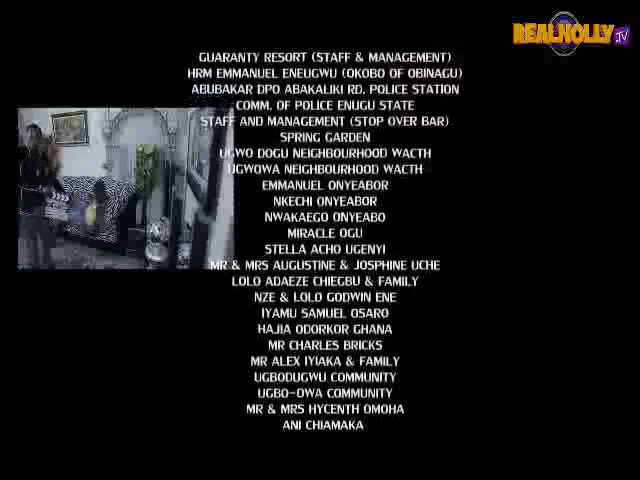 REALNOLLY.TV
GUARANTY RESORT (STAFF & MANAGEMENT)
HRM EMMANUEL ENEUGWU (OKOBO OF OBINAGU)
ABUBAKAR DPO ABAKALIKI RD. POLICE STATION
COMM. OF POLICE ENUGU STATE
STAFF AND MANAGEMENT (STOP OVER BAR)
SPRING GARDEN
UGWO DOGU NEIGHBOURHOOD WACTH
UGWOWA NEIGHBOURHOOD WACTH
EMMANUEL ONYEABOR
NKECHI ONYEABOR
NWAKAEGO ONYEABO
MIRACLE OGU
STELLA ACHO UGENYI
MR & MRS AUGUSTINE & JOSPHINE UCHE
LOLO ADAEZE CHIEGBU & FAMILY
NZE & LOLO GODWIN ENE
IYAMU SAMUEL OSARO
HAJIA ODORKOR GHANA
MR CHARLES BRICKS
MR ALEX IYIAKA & FAMILY
UGBODUGWU COMMUNITY
UGBO-OWA COMMUNITY
MR & MRS HYCENTH OMOHA
ANI CHIAMAKA